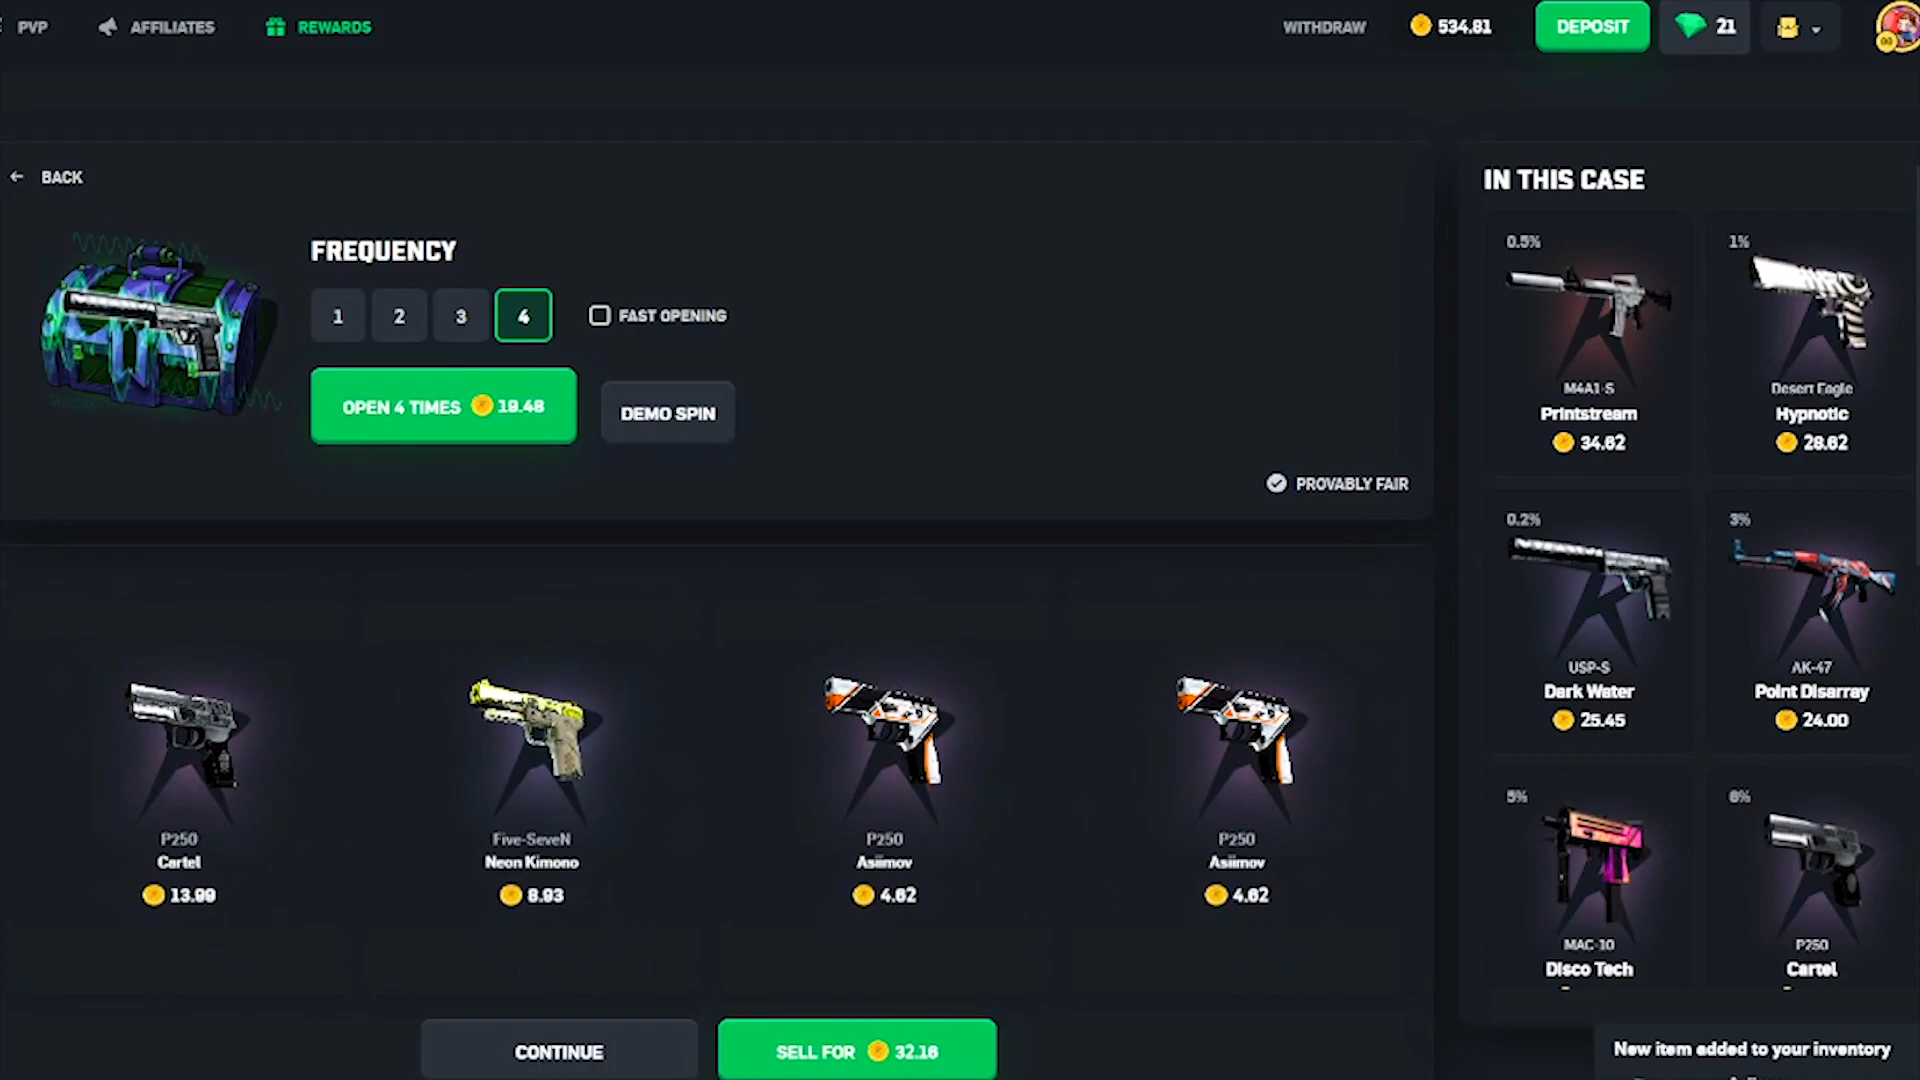 PVP
AFFILIATES
REWARDS
WITHDRAW
534.81
DEPOSIT
21
BACK
FREQUENCY
1
2
3
4
FAST OPENING
OPEN 4 TIMES 19.48
DEMO SPIN
PROVABLY FAIR
P250
Cartel
13.99
Five-SeveN
Neon Kimono
8.93
P250
Asiimov
4.62
P250
Asiimov
4.62
CONTINUE
SELL FOR 32.16
IN THIS CASE
0.5%
M4A1-S
Printstream
34.62
1%
Desert Eagle
Hypnotic
28.62
0.2%
USP-S
Dark Water
25.45
3%
AK-47
Point Disarray
24.00
5%
MAC-10
Disco Tech
6%
P250
Cartel
New item added to your inventory